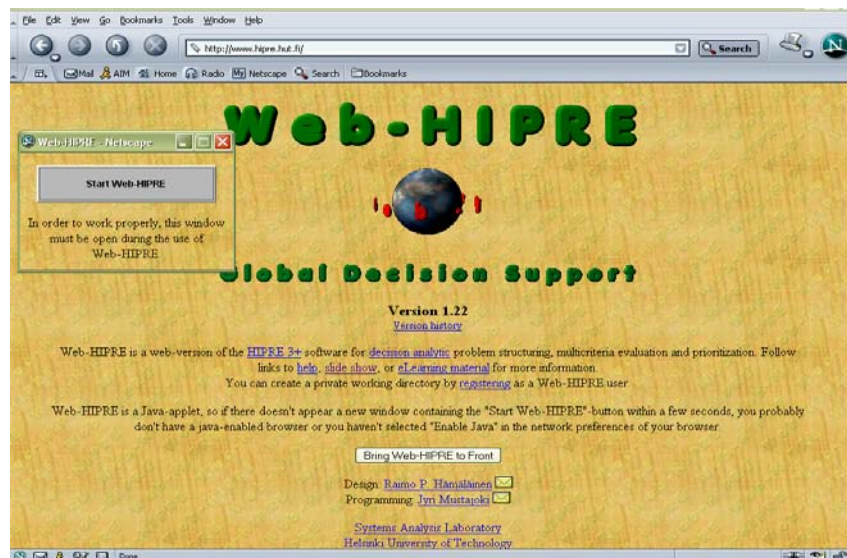 File Edit View Go Bookmarks Tools Window Help
http://www.hipre.hut.fi/
Search
Mail AIM Home Radio My Netscape Search Bookmarks
Web-HIPRE
Web-HIPRE - Netscape
Start Web-HIPRE
In order to work properly, this window
must be open during the use of
Web-HIPRE
Global Decision Support
Version 1.22
Version history
Web-HIPRE is a web-version of the HIPRE 3+ software for decision analytic problem structuring, multicriteria evaluation and prioritization. Follow
links to help, slide show, or eLearning material for more information.
You can create a private working directory by registering as a Web-HIPRE user
Web-HIPRE is a Java-applet, so if there doesn't appear a new window containing the "Start Web-HIPRE"-button within a few seconds, you probably
don't have a java-enabled browser or you haven't selected "Enable Java" in the network preferences of your browser
Bring Web-HIPRE to Front
Design: Raimo P. Hämäläinen
Programming: Jyri Mustajoki
Systems Analysis Laboratory
Helsinki University of Technology
Done